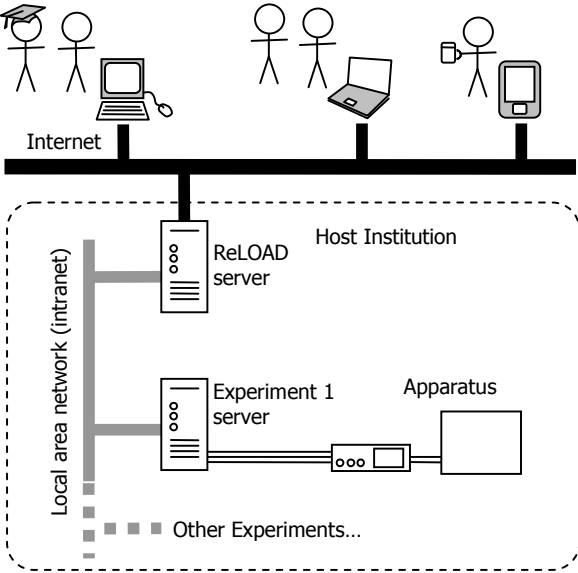 Internet
Host Institution
ReLOAD
server
Local area network (intranet)
Experiment 1
server
Apparatus
Other Experiments…